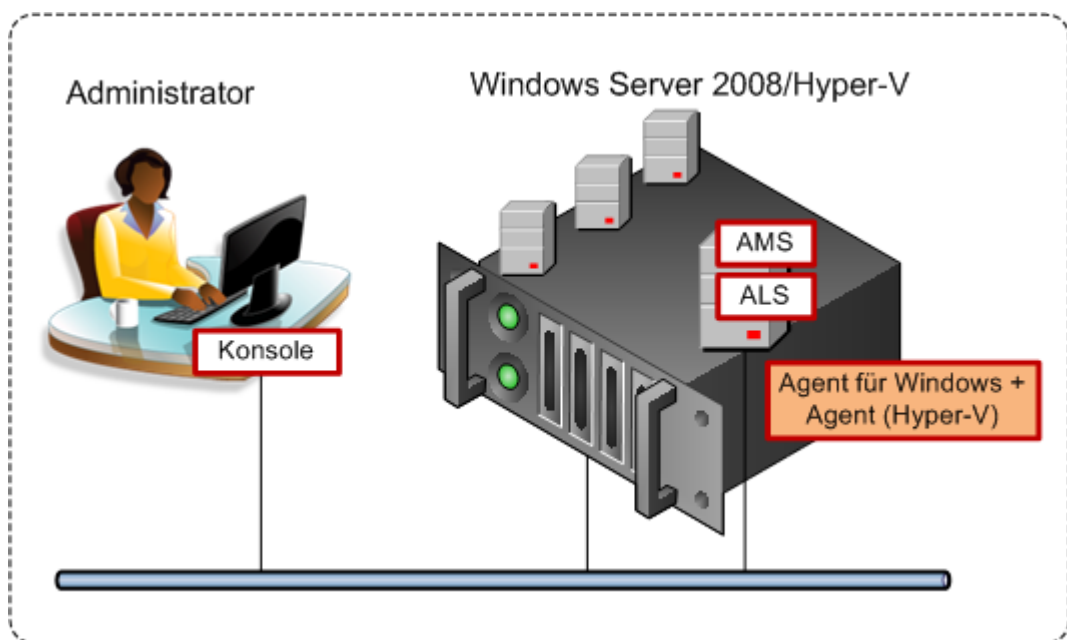 Administrator
Windows Server 2008/Hyper-V
AMS
ALS
Konsole
Agent für Windows +
Agent (Hyper-V)